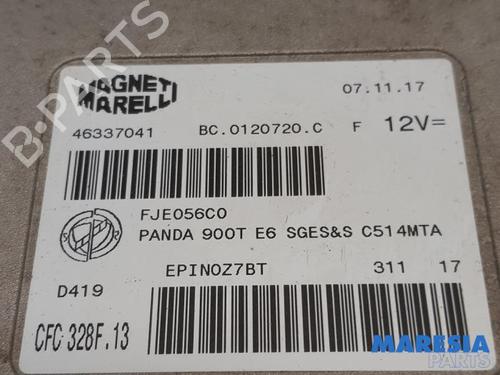 MAGNETI
MARELLI
07.11.17
46337041 BC.0120720.C F 12V=
FJE056C0
PANDA 900T E6 SGES&S C514MTA
S R
EPIN0Z7BT 311 17
D419
CFC 328F.13
B-PARTS
MARESIA
PARTS